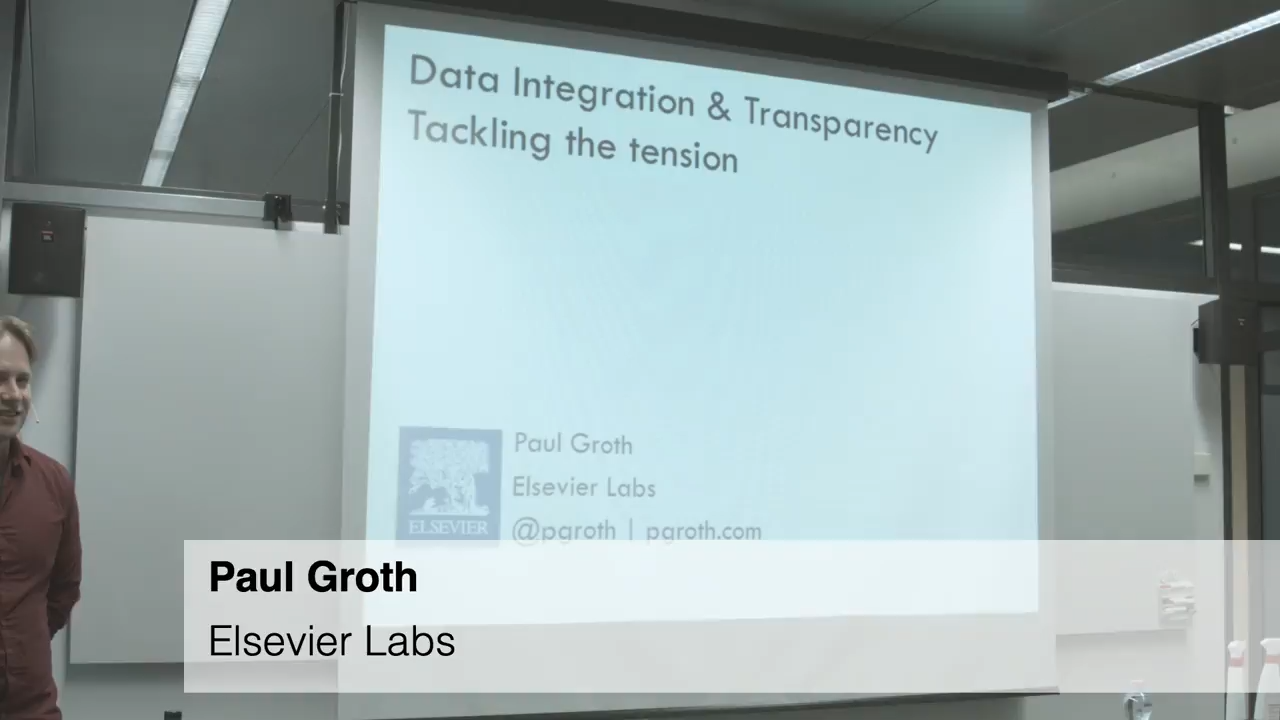 Data Integration & Transparency
Tackling the tension
Paul Groth
Elsevier Labs
@pgroth | pgroth.com
ELSEVIER
Paul Groth
Elsevier Labs